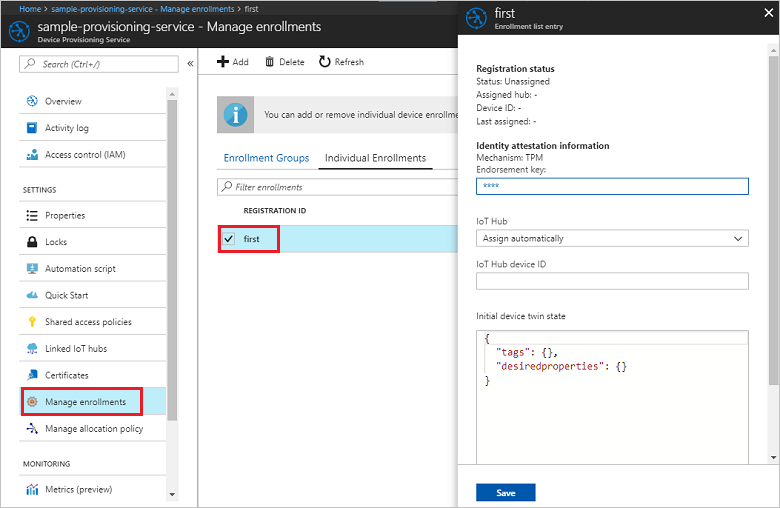 Home > sample-provisioning-service - Manage enrollments > first
sample-provisioning-service - Manage enrollments
Device Provisioning Service
Search (Ctrl+/)
Overview
Activity log
Access control (IAM)
SETTINGS
Properties
Locks
Automation script
Quick Start
Shared access policies
Linked IoT hubs
Certificates
Manage enrollments
Manage allocation policy
MONITORING
Metrics (preview)
Add Delete Refresh
You can add or remove individual device enrollme
Enrollment Groups Individual Enrollments
Filter enrollments
REGISTRATION ID
first
first
Enrollment list entry
Registration status
Status: Unassigned
Assigned hub: -
Device ID: -
Last assigned: -
Identity attestation information
Mechanism: TPM
Endorsement key:
****
IoT Hub
Assign automatically
IoT Hub device ID
Initial device twin state
{
"tags": {},
"desiredproperties": {}
}
Save